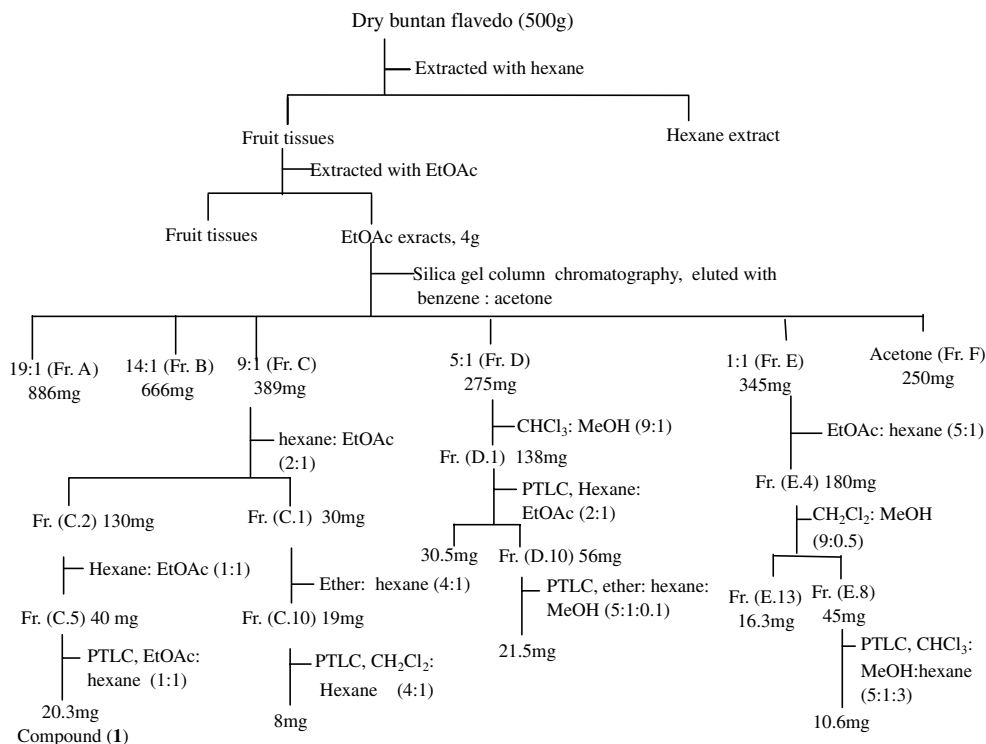 Dry buntan flavedo (500g)
Extracted with hexane
Fruit tissues
Hexane extract
Extracted with EtOAc
Fruit tissues
EtOAc exracts, 4g
Silica gel column chromatography, eluted with
benzene : acetone
19:1 (Fr. A)
886mg
14:1 (Fr. B)
666mg
9:1 (Fr. C)
389mg
5:1 (Fr. D)
275mg
1:1 (Fr. E)
345mg
Acetone (Fr. F)
250mg
hexane: EtOAc
(2:1)
Fr. (C.2) 130mg
Fr. (C.1) 30mg
Hexane: EtOAc (1:1)
Fr. (C.5) 40 mg
PTLC, EtOAc:
hexane (1:1)
20.3mg
Compound (1)
Ether: hexane (4:1)
Fr. (C.10) 19mg
PTLC, CH₂Cl₂:
Hexane (4:1)
8mg
CHCl₃: MeOH (9:1)
Fr. (D.1) 138mg
PTLC, Hexane:
EtOAc (2:1)
30.5mg
Fr. (D.10) 56mg
PTLC, ether: hexane:
MeOH (5:1:0.1)
21.5mg
EtOAc: hexane (5:1)
Fr. (E.4) 180mg
CH₂Cl₂: MeOH
(9:0.5)
Fr. (E.13)
16.3mg
Fr. (E.8)
45mg
PTLC, CHCl₃:
MeOH:hexane
(5:1:3)
10.6mg